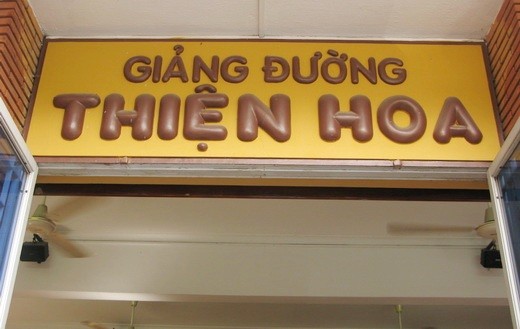 GIẢNG ĐƯỜNG
THIỆN HOA